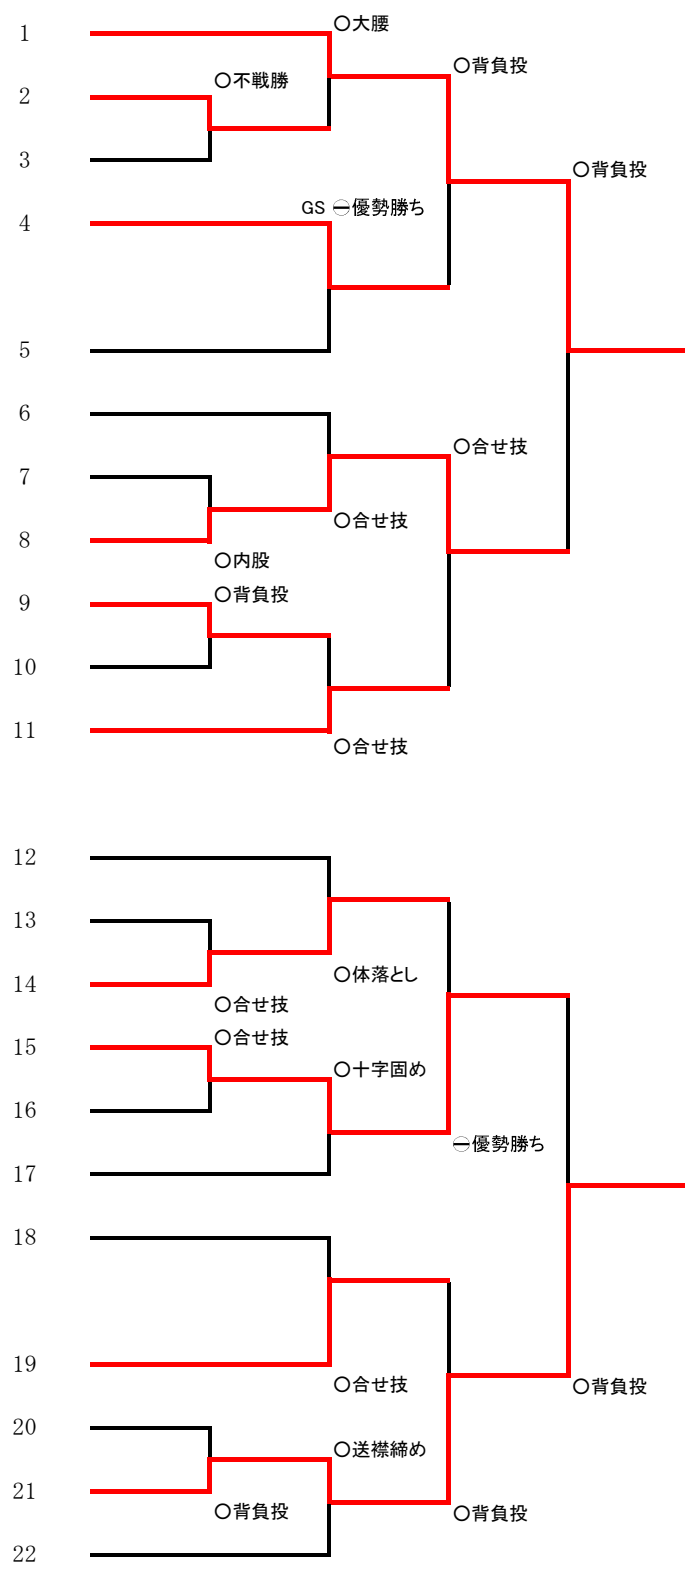 1
〇大腰
〇背負投
2
〇不戦勝
3
〇背負投
4
GS ㊀優勢勝ち
5
6
〇合せ技
7
8
〇合せ技
〇内股
9
〇背負投
10
11
〇合せ技
12
13
14
〇体落とし
〇合せ技
15
〇合せ技
〇十字固め
16
㊀優勢勝ち
17
18
19
〇合せ技
〇背負投
20
〇送襟締め
21
〇背負投
〇背負投
22